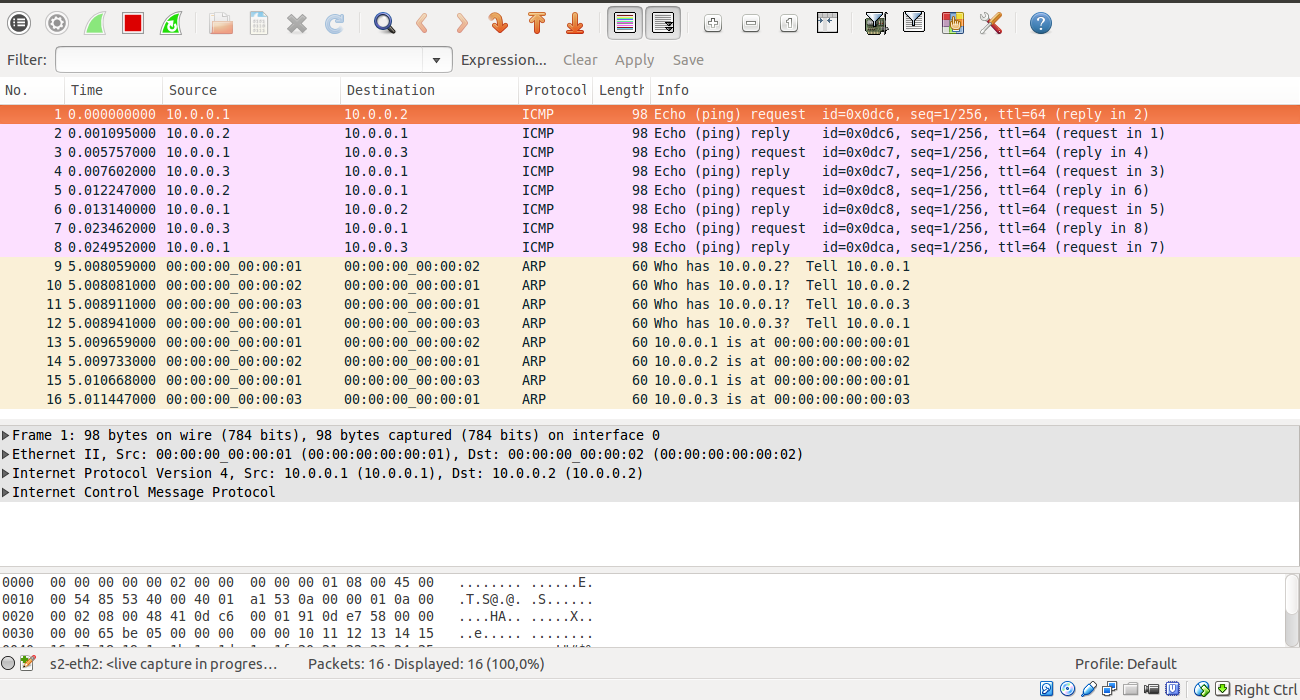 Filter: Expression... Clear Apply Save
No. Time Source Destination Protocol Length Info
1 0.000000000 10.0.0.1 10.0.0.2 ICMP 98 Echo (ping) request id=0x0dc6, seq=1/256, ttl=64 (reply in 2)
2 0.001095000 10.0.0.2 10.0.0.1 ICMP 98 Echo (ping) reply id=0x0dc6, seq=1/256, ttl=64 (request in 1)
3 0.005757000 10.0.0.1 10.0.0.3 ICMP 98 Echo (ping) request id=0x0dc7, seq=1/256, ttl=64 (reply in 4)
4 0.007602000 10.0.0.3 10.0.0.1 ICMP 98 Echo (ping) reply id=0x0dc7, seq=1/256, ttl=64 (request in 3)
5 0.012247000 10.0.0.2 10.0.0.1 ICMP 98 Echo (ping) request id=0x0dc8, seq=1/256, ttl=64 (reply in 6)
6 0.013140000 10.0.0.1 10.0.0.2 ICMP 98 Echo (ping) reply id=0x0dc8, seq=1/256, ttl=64 (request in 5)
7 0.023462000 10.0.0.3 10.0.0.1 ICMP 98 Echo (ping) request id=0x0dca, seq=1/256, ttl=64 (reply in 8)
8 0.024952000 10.0.0.1 10.0.0.3 ICMP 98 Echo (ping) reply id=0x0dca, seq=1/256, ttl=64 (request in 7)
9 5.008059000 00:00:00_00:00:01 00:00:00_00:00:02 ARP 60 Who has 10.0.0.2? Tell 10.0.0.1
10 5.008081000 00:00:00_00:00:02 00:00:00_00:00:01 ARP 60 Who has 10.0.0.1? Tell 10.0.0.2
11 5.008911000 00:00:00_00:00:03 00:00:00_00:00:01 ARP 60 Who has 10.0.0.1? Tell 10.0.0.3
12 5.008941000 00:00:00_00:00:01 00:00:00_00:00:03 ARP 60 Who has 10.0.0.3? Tell 10.0.0.1
13 5.009659000 00:00:00_00:00:01 00:00:00_00:00:02 ARP 60 10.0.0.1 is at 00:00:00:00:00:01
14 5.009733000 00:00:00_00:00:02 00:00:00_00:00:01 ARP 60 10.0.0.2 is at 00:00:00:00:00:02
15 5.010668000 00:00:00_00:00:01 00:00:00_00:00:03 ARP 60 10.0.0.1 is at 00:00:00:00:00:01
16 5.011447000 00:00:00_00:00:03 00:00:00_00:00:01 ARP 60 10.0.0.3 is at 00:00:00:00:00:03
Frame 1: 98 bytes on wire (784 bits), 98 bytes captured (784 bits) on interface 0
Ethernet II, Src: 00:00:00_00:00:01 (00:00:00:00:00:01), Dst: 00:00:00_00:00:02 (00:00:00:00:00:02)
Internet Protocol Version 4, Src: 10.0.0.1 (10.0.0.1), Dst: 10.0.0.2 (10.0.0.2)
Internet Control Message Protocol
0000 00 00 00 00 00 02 00 00 00 00 00 01 08 00 45 00 ........ ......E.
0010 00 54 85 53 40 00 40 01 a1 53 0a 00 00 01 0a 00 .T.S@.@. .S......
0020 00 02 08 00 48 41 0d c6 00 01 91 0d e7 58 00 00 ....HA.. .....X..
0030 00 00 65 be 05 00 00 00 00 00 10 11 12 13 14 15 ..e..... ........
s2-eth2: <live capture in progres... Packets: 16 · Displayed: 16 (100,0%) Profile: Default
Right Ctrl